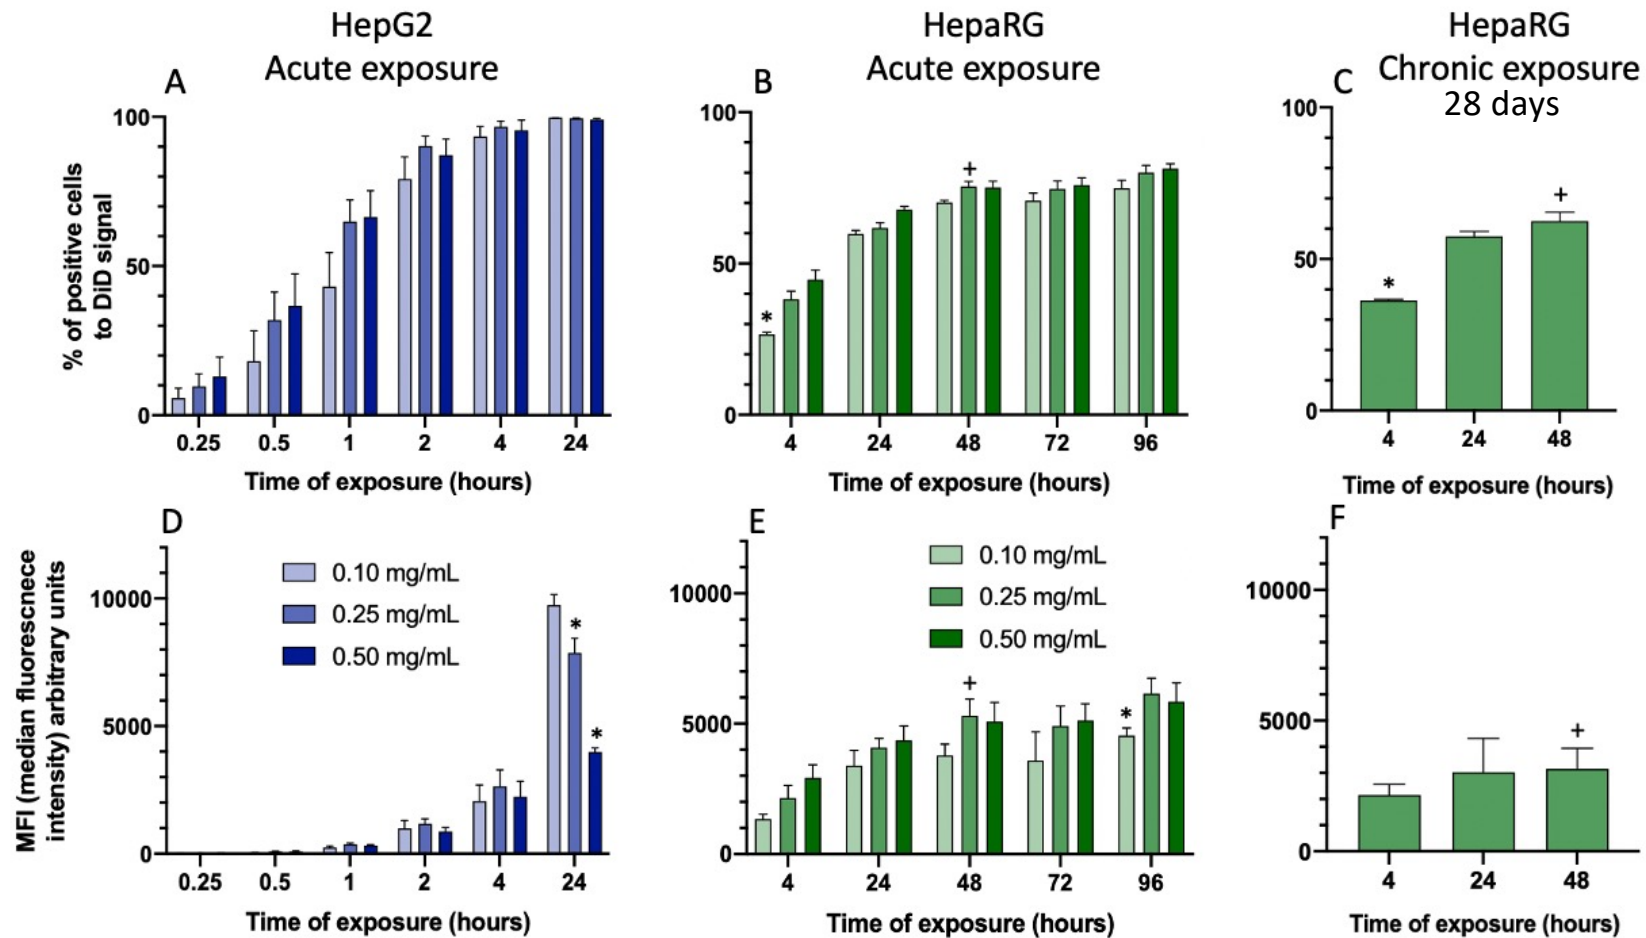 HepG2
Acute exposure
HepaRG
Acute exposure
HepaRG
Chronic exposure
28 days
A
% of positive cells
to DiD signal
100
50
0
0.25 0.5 1 2 4 24
Time of exposure (hours)
B
100
50
0
*
+
4 24 48 72 96
Time of exposure (hours)
C
100
50
0
*
+
4 24 48
Time of exposure (hours)
D
MFI (median fluorescnece
intensity) arbitrary units
10000
5000
0
0.10 mg/mL
0.25 mg/mL
0.50 mg/mL
*
*
0.25 0.5 1 2 4 24
Time of exposure (hours)
E
10000
5000
0
0.10 mg/mL
0.25 mg/mL
0.50 mg/mL
+
*
4 24 48 72 96
Time of exposure (hours)
F
10000
5000
0
+
4 24 48
Time of exposure (hours)